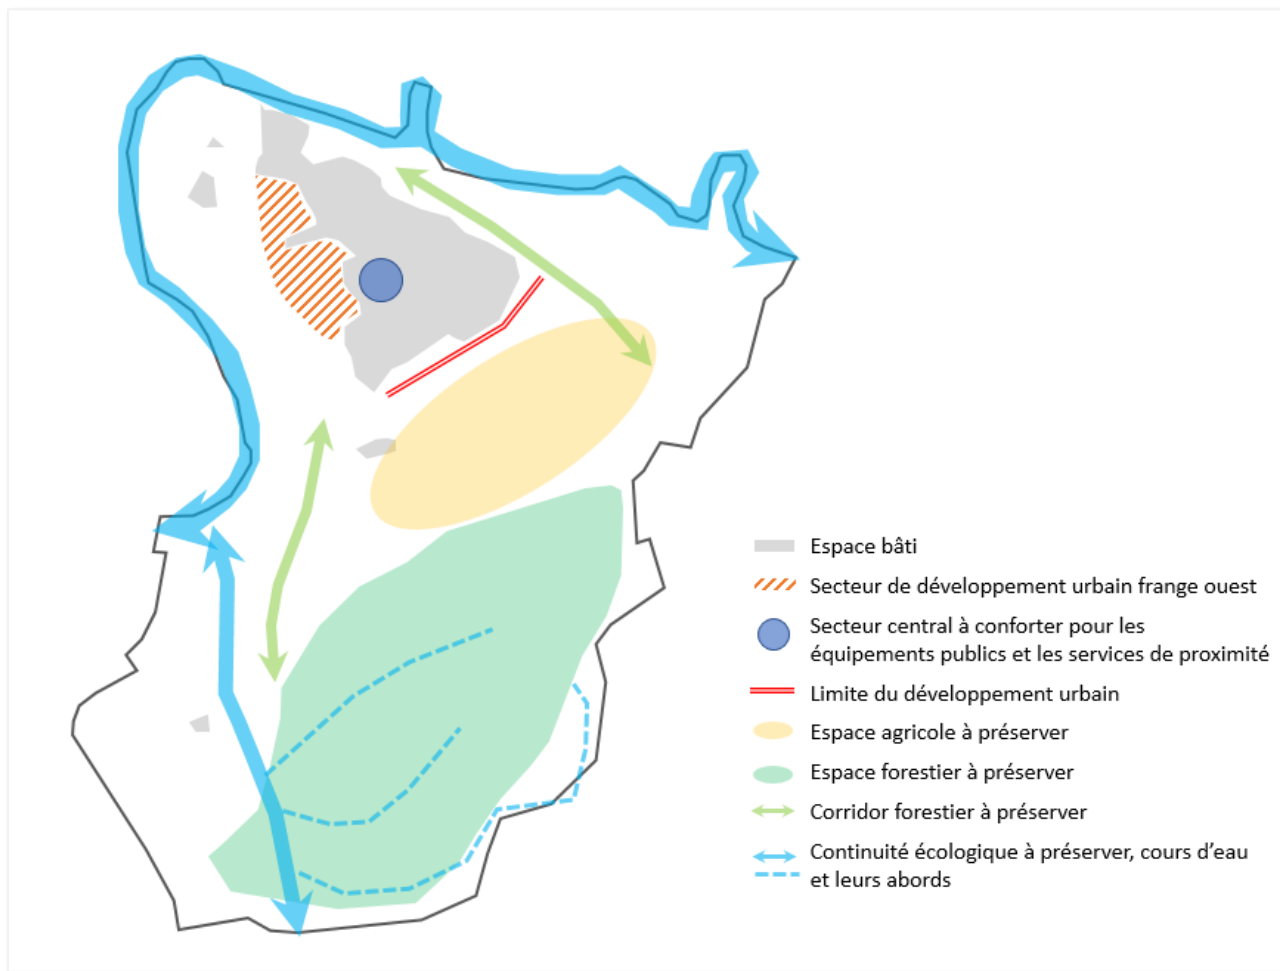 Espace bâti
Secteur de développement urbain frange ouest
Secteur central à conforter pour les
équipements publics et les services de proximité
Limite du développement urbain
Espace agricole à préserver
Espace forestier à préserver
Corridor forestier à préserver
Continuité écologique à préserver, cours d'eau
et leurs abords